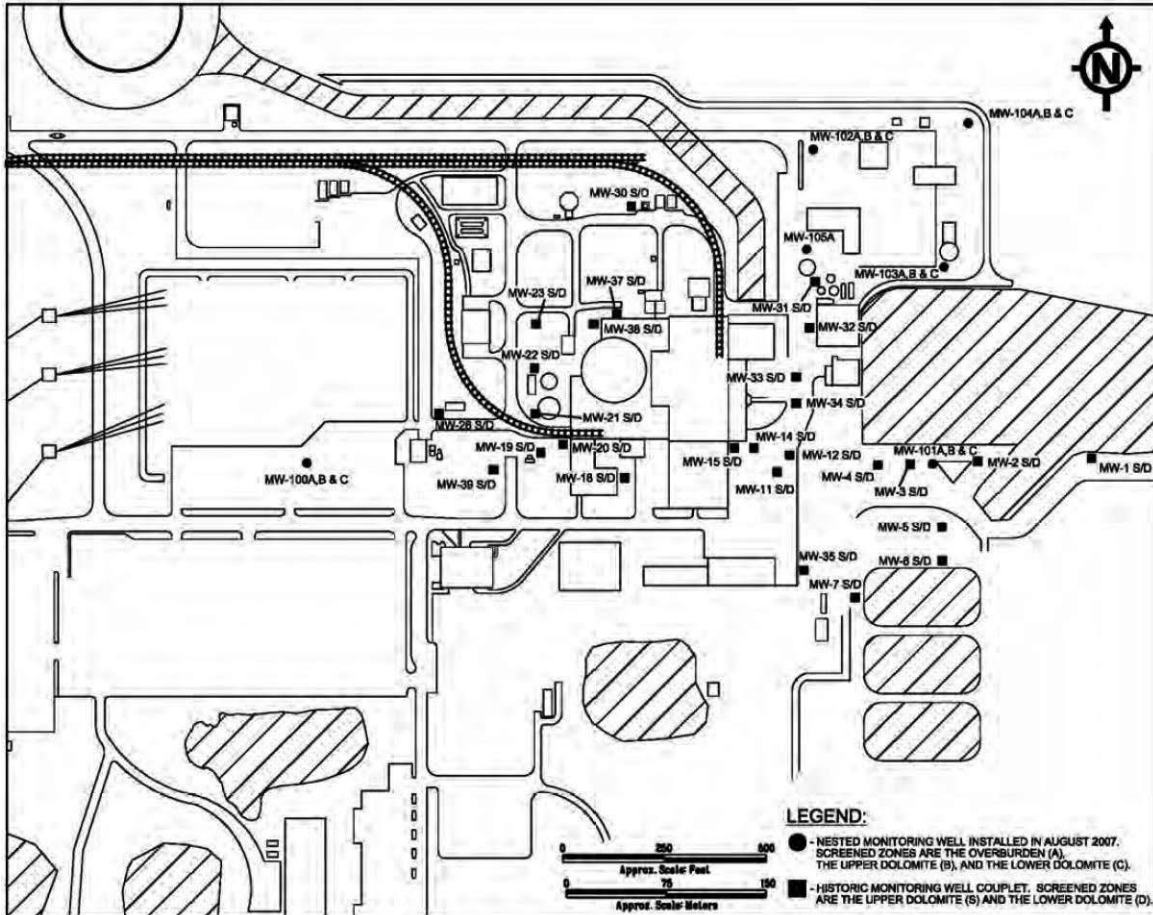 N
MW-104A,B & C
MW-102A,B & C
MW-30 S/D
MW-105A
MW-103A,B & C
MW-37 S/D
MW-23 S/D
MW-31 S/D
MW-38 S/D
MW-32 S/D
MW-22 S/D
MW-33 S/D
MW-34 S/D
MW-21 S/D
MW-28 S/D
MW-14 S/D
MW-19 S/D
MW-20 S/D
MW-15 S/D
MW-12 S/D
MW-101A,B & C
MW-2 S/D
MW-1 S/D
MW-100A,B & C
MW-39 S/D
MW-18 S/D
MW-11 S/D
MW-4 S/D
MW-3 S/D
MW-5 S/D
MW-35 S/D
MW-6 S/D
MW-7 S/D
LEGEND:
- NESTED MONITORING WELL INSTALLED IN AUGUST 2007.
SCREENED ZONES ARE THE OVERBURDEN (A),
THE UPPER DOLOMITE (B), AND THE LOWER DOLOMITE (C).
- HISTORIC MONITORING WELL COUPLET. SCREENED ZONES
ARE THE UPPER DOLOMITE (S) AND THE LOWER DOLOMITE (D).
0 250 500
Approx. Scale: Feet
0 75 150
Approx. Scale: Meters